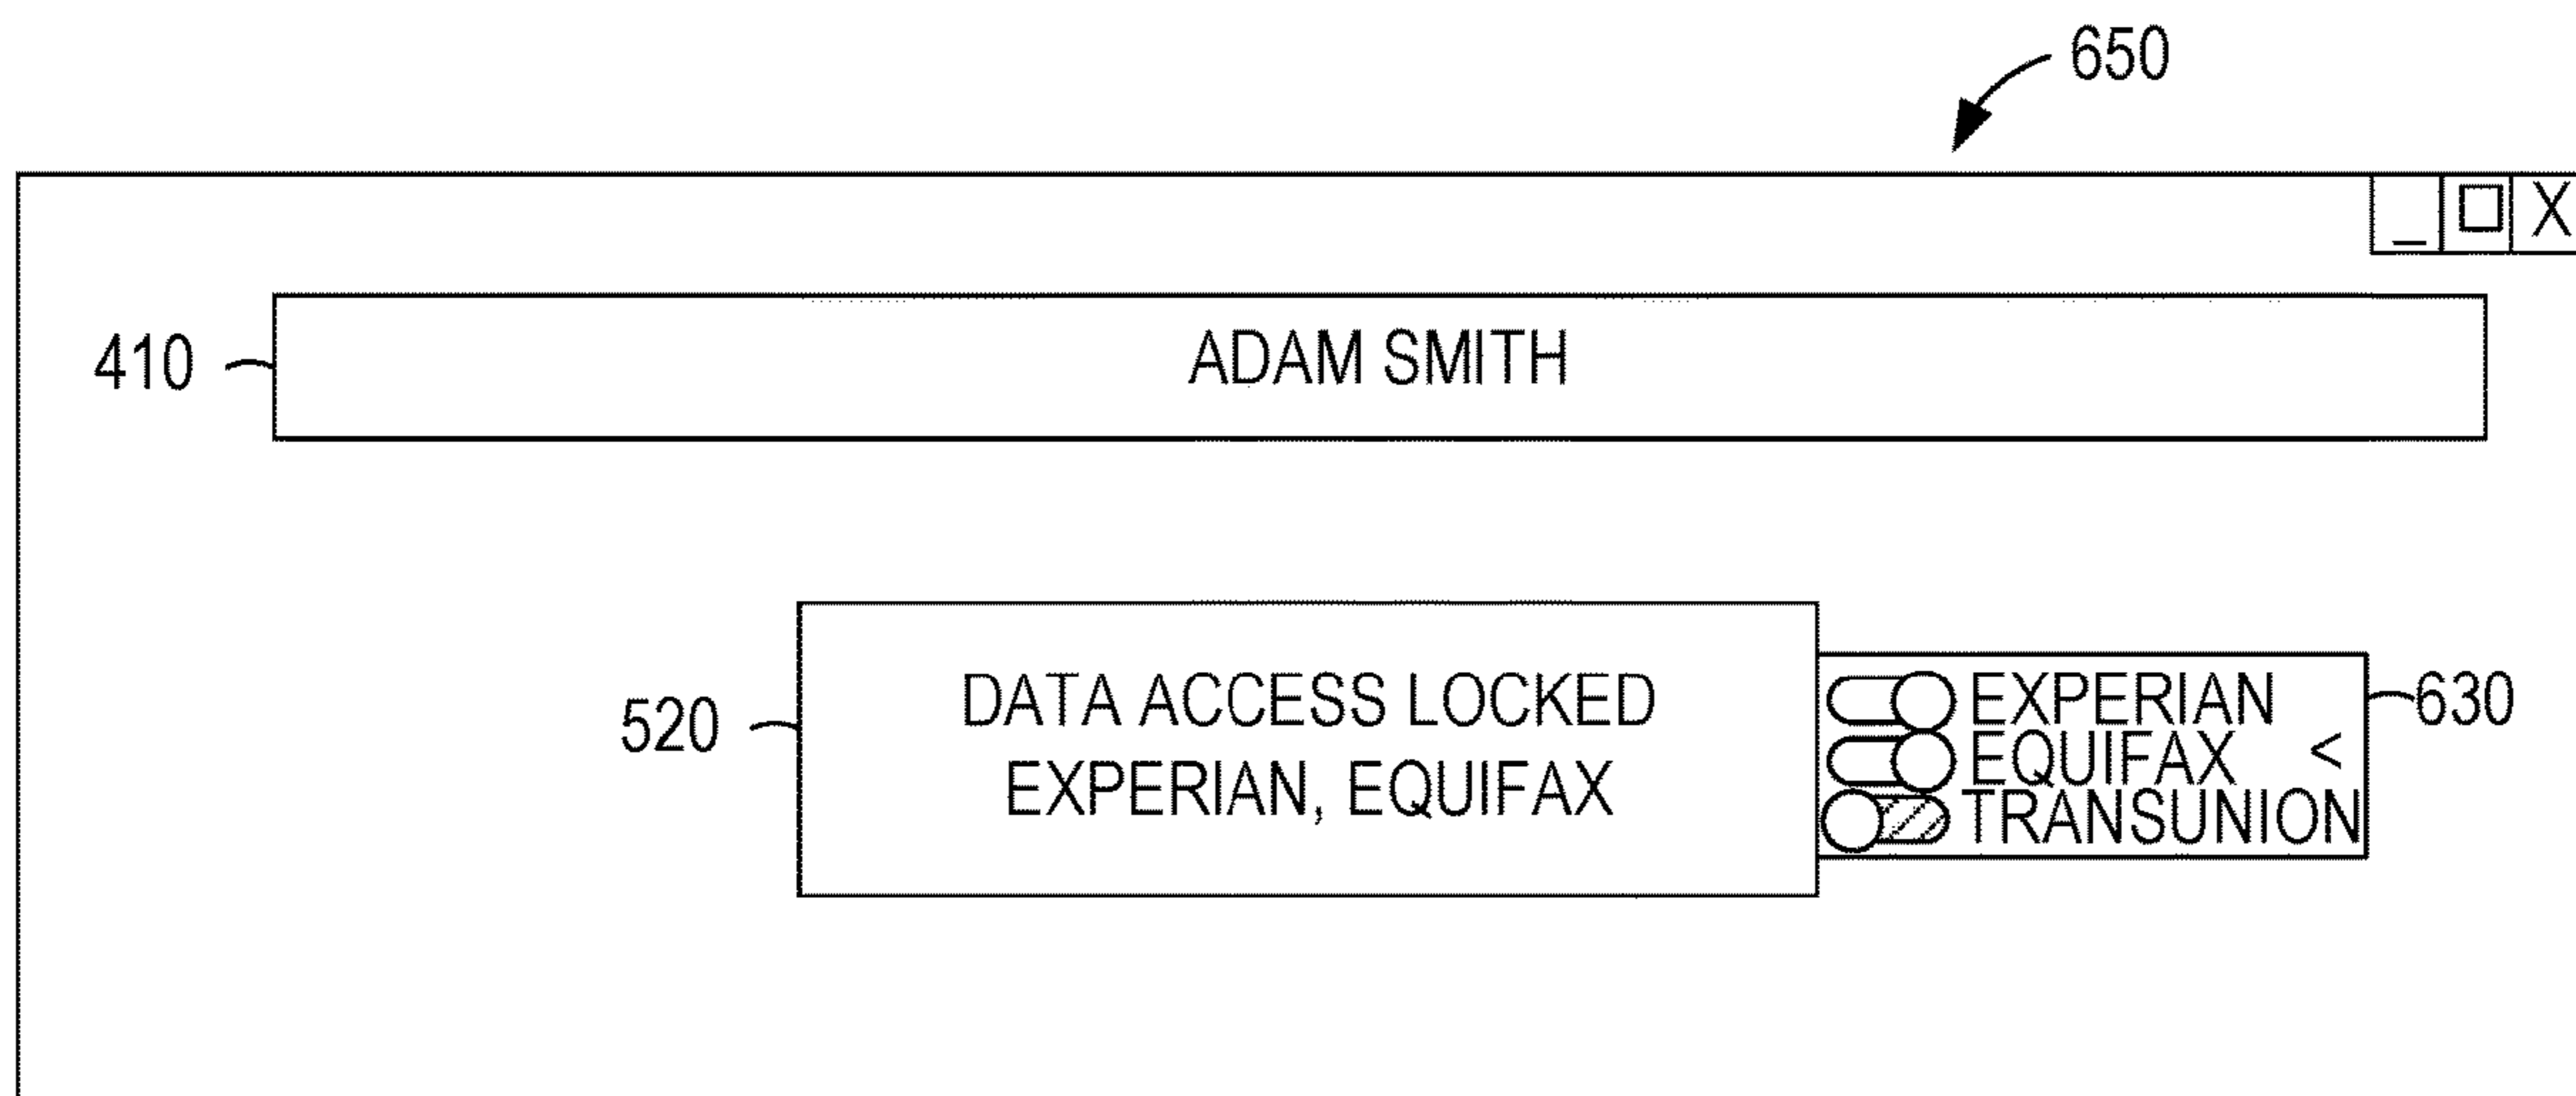 650
_ □ X
410 ADAM SMITH
520 DATA ACCESS LOCKED
EXPERIAN, EQUIFAX
EXPERIAN 630
EQUIFAX <
TRANSUNION